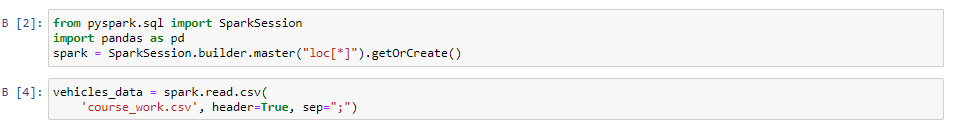 В [2]: from pyspark.sql import SparkSession
import pandas as pd
spark = SparkSession.builder.master("loc[*]").getOrCreate()
В [4]: vehicles_data = spark.read.csv(
'course_work.csv', header=True, sep=";")